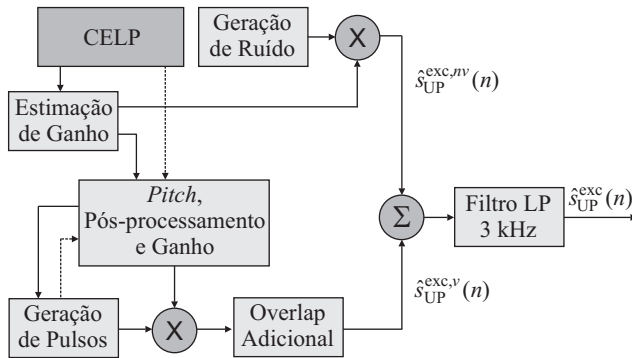 CELP
Geração
de Ruído
X
Estimação
de Ganho
ŝ_UP^exc,nv(n)
Pitch,
Pós-processamento
e Ganho
Σ
Filtro LP
3 kHz
ŝ_UP^exc(n)
ŝ_UP^exc,v(n)
Geração
de Pulsos
X
Overlap
Adicional